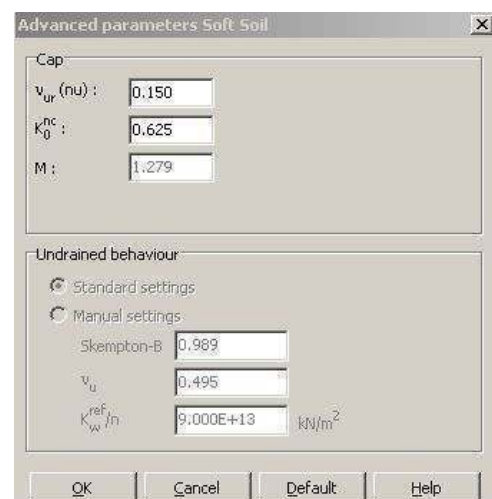 Advanced parameters Soft Soil
Cap
νur (nu) : 0.150
K0nc : 0.625
M : 1.279
Undrained behaviour
Standard settings
Manual settings
Skempton-B 0.989
νu 0.495
Kwref/n 9.000E+13 kN/m²
OK Cancel Default Help